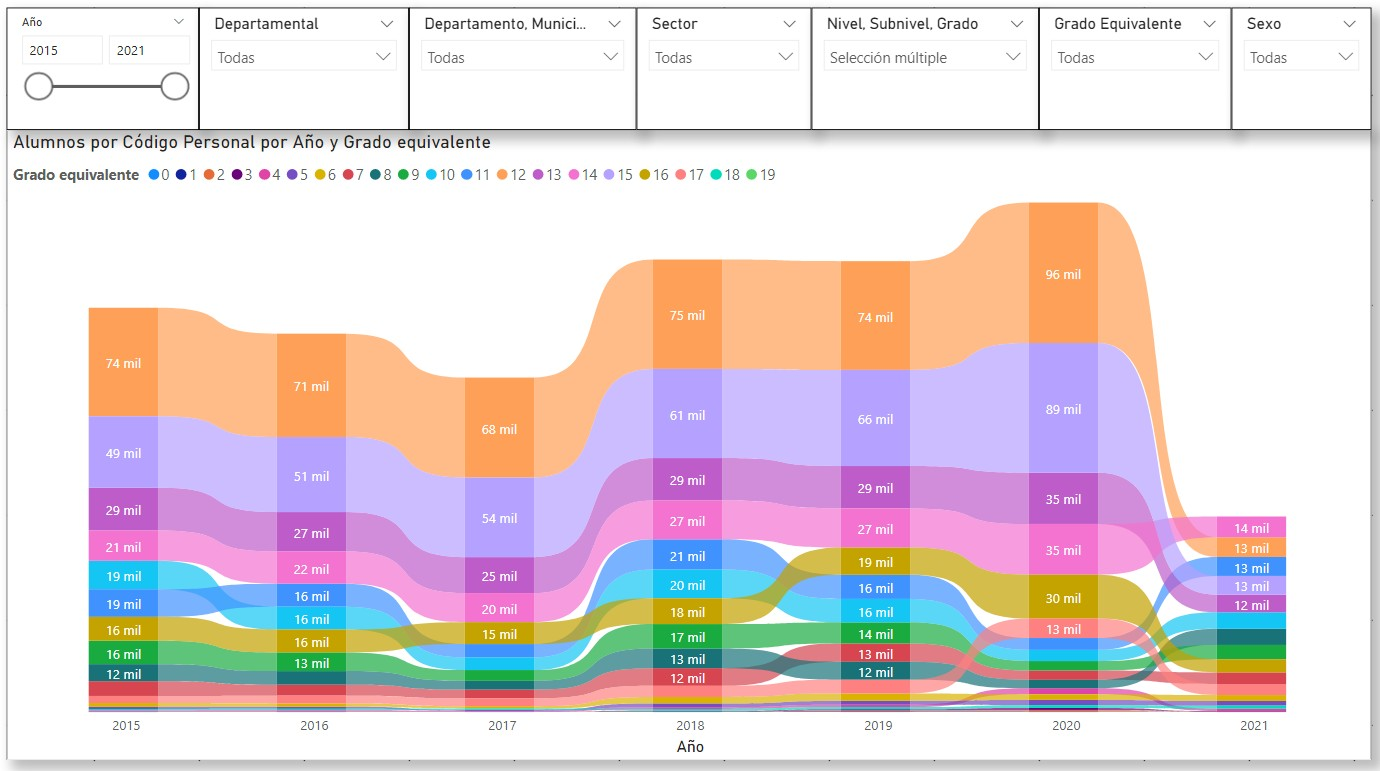 Año
2015 2021
Departamental
Todas
Departamento, Munici...
Todas
Sector
Todas
Nivel, Subnivel, Grado
Selección múltiple
Grado Equivalente
Todas
Sexo
Todas
Alumnos por Código Personal por Año y Grado equivalente
Grado equivalente 0 1 2 3 4 5 6 7 8 9 10 11 12 13 14 15 16 17 18 19
74 mil
49 mil
29 mil
21 mil
19 mil
19 mil
16 mil
16 mil
12 mil
71 mil
51 mil
27 mil
22 mil
16 mil
16 mil
16 mil
13 mil
68 mil
54 mil
25 mil
20 mil
15 mil
75 mil
61 mil
29 mil
27 mil
21 mil
20 mil
18 mil
17 mil
13 mil
12 mil
74 mil
66 mil
29 mil
27 mil
19 mil
16 mil
16 mil
14 mil
13 mil
12 mil
96 mil
89 mil
35 mil
35 mil
30 mil
13 mil
14 mil
13 mil
13 mil
13 mil
12 mil
2015 2016 2017 2018 2019 2020 2021
Año